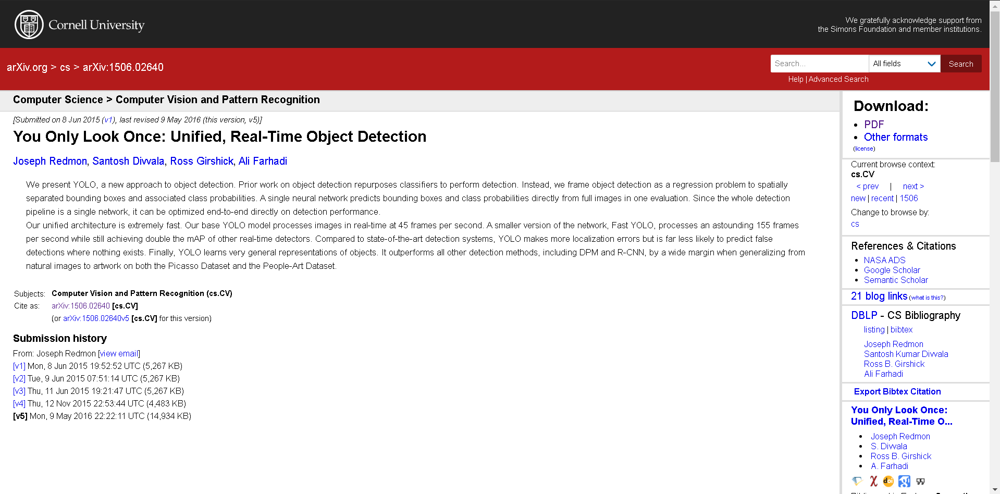 Cornell University
We gratefully acknowledge support from
the Simons Foundation and member institutions.
arXiv.org > cs > arXiv:1506.02640
Search...
All fields
Search
Help | Advanced Search
Computer Science > Computer Vision and Pattern Recognition
[Submitted on 8 Jun 2015 (v1), last revised 9 May 2016 (this version, v5)]
You Only Look Once: Unified, Real-Time Object Detection
Joseph Redmon, Santosh Divvala, Ross Girshick, Ali Farhadi
We present YOLO, a new approach to object detection. Prior work on object detection repurposes classifiers to perform detection. Instead, we frame object detection as a regression problem to spatially
separated bounding boxes and associated class probabilities. A single neural network predicts bounding boxes and class probabilities directly from full images in one evaluation. Since the whole detection
pipeline is a single network, it can be optimized end-to-end directly on detection performance.
Our unified architecture is extremely fast. Our base YOLO model processes images in real-time at 45 frames per second. A smaller version of the network, Fast YOLO, processes an astounding 155 frames
per second while still achieving double the mAP of other real-time detectors. Compared to state-of-the-art detection systems, YOLO makes more localization errors but is far less likely to predict false
detections where nothing exists. Finally, YOLO learns very general representations of objects. It outperforms all other detection methods, including DPM and R-CNN, by a wide margin when generalizing from
natural images to artwork on both the Picasso Dataset and the People-Art Dataset.
Subjects: Computer Vision and Pattern Recognition (cs.CV)
Cite as: arXiv:1506.02640 [cs.CV]
(or arXiv:1506.02640v5 [cs.CV] for this version)
Submission history
From: Joseph Redmon [view email]
[v1] Mon, 8 Jun 2015 19:52:52 UTC (5,267 KB)
[v2] Tue, 9 Jun 2015 07:51:14 UTC (5,267 KB)
[v3] Thu, 11 Jun 2015 19:21:47 UTC (5,267 KB)
[v4] Thu, 12 Nov 2015 22:53:44 UTC (4,483 KB)
[v5] Mon, 9 May 2016 22:22:11 UTC (14,934 KB)
Download:
PDF
Other formats
(license)
Current browse context:
cs.CV
< prev | next >
new | recent | 1506
Change to browse by:
cs
References & Citations
NASA ADS
Google Scholar
Semantic Scholar
21 blog links (what is this?)
DBLP - CS Bibliography
listing | bibtex
Joseph Redmon
Santosh Kumar Divvala
Ross B. Girshick
Ali Farhadi
Export Bibtex Citation
You Only Look Once:
Unified, Real-Time O...
Joseph Redmon
S. Divvala
Ross B. Girshick
A. Farhadi
doi